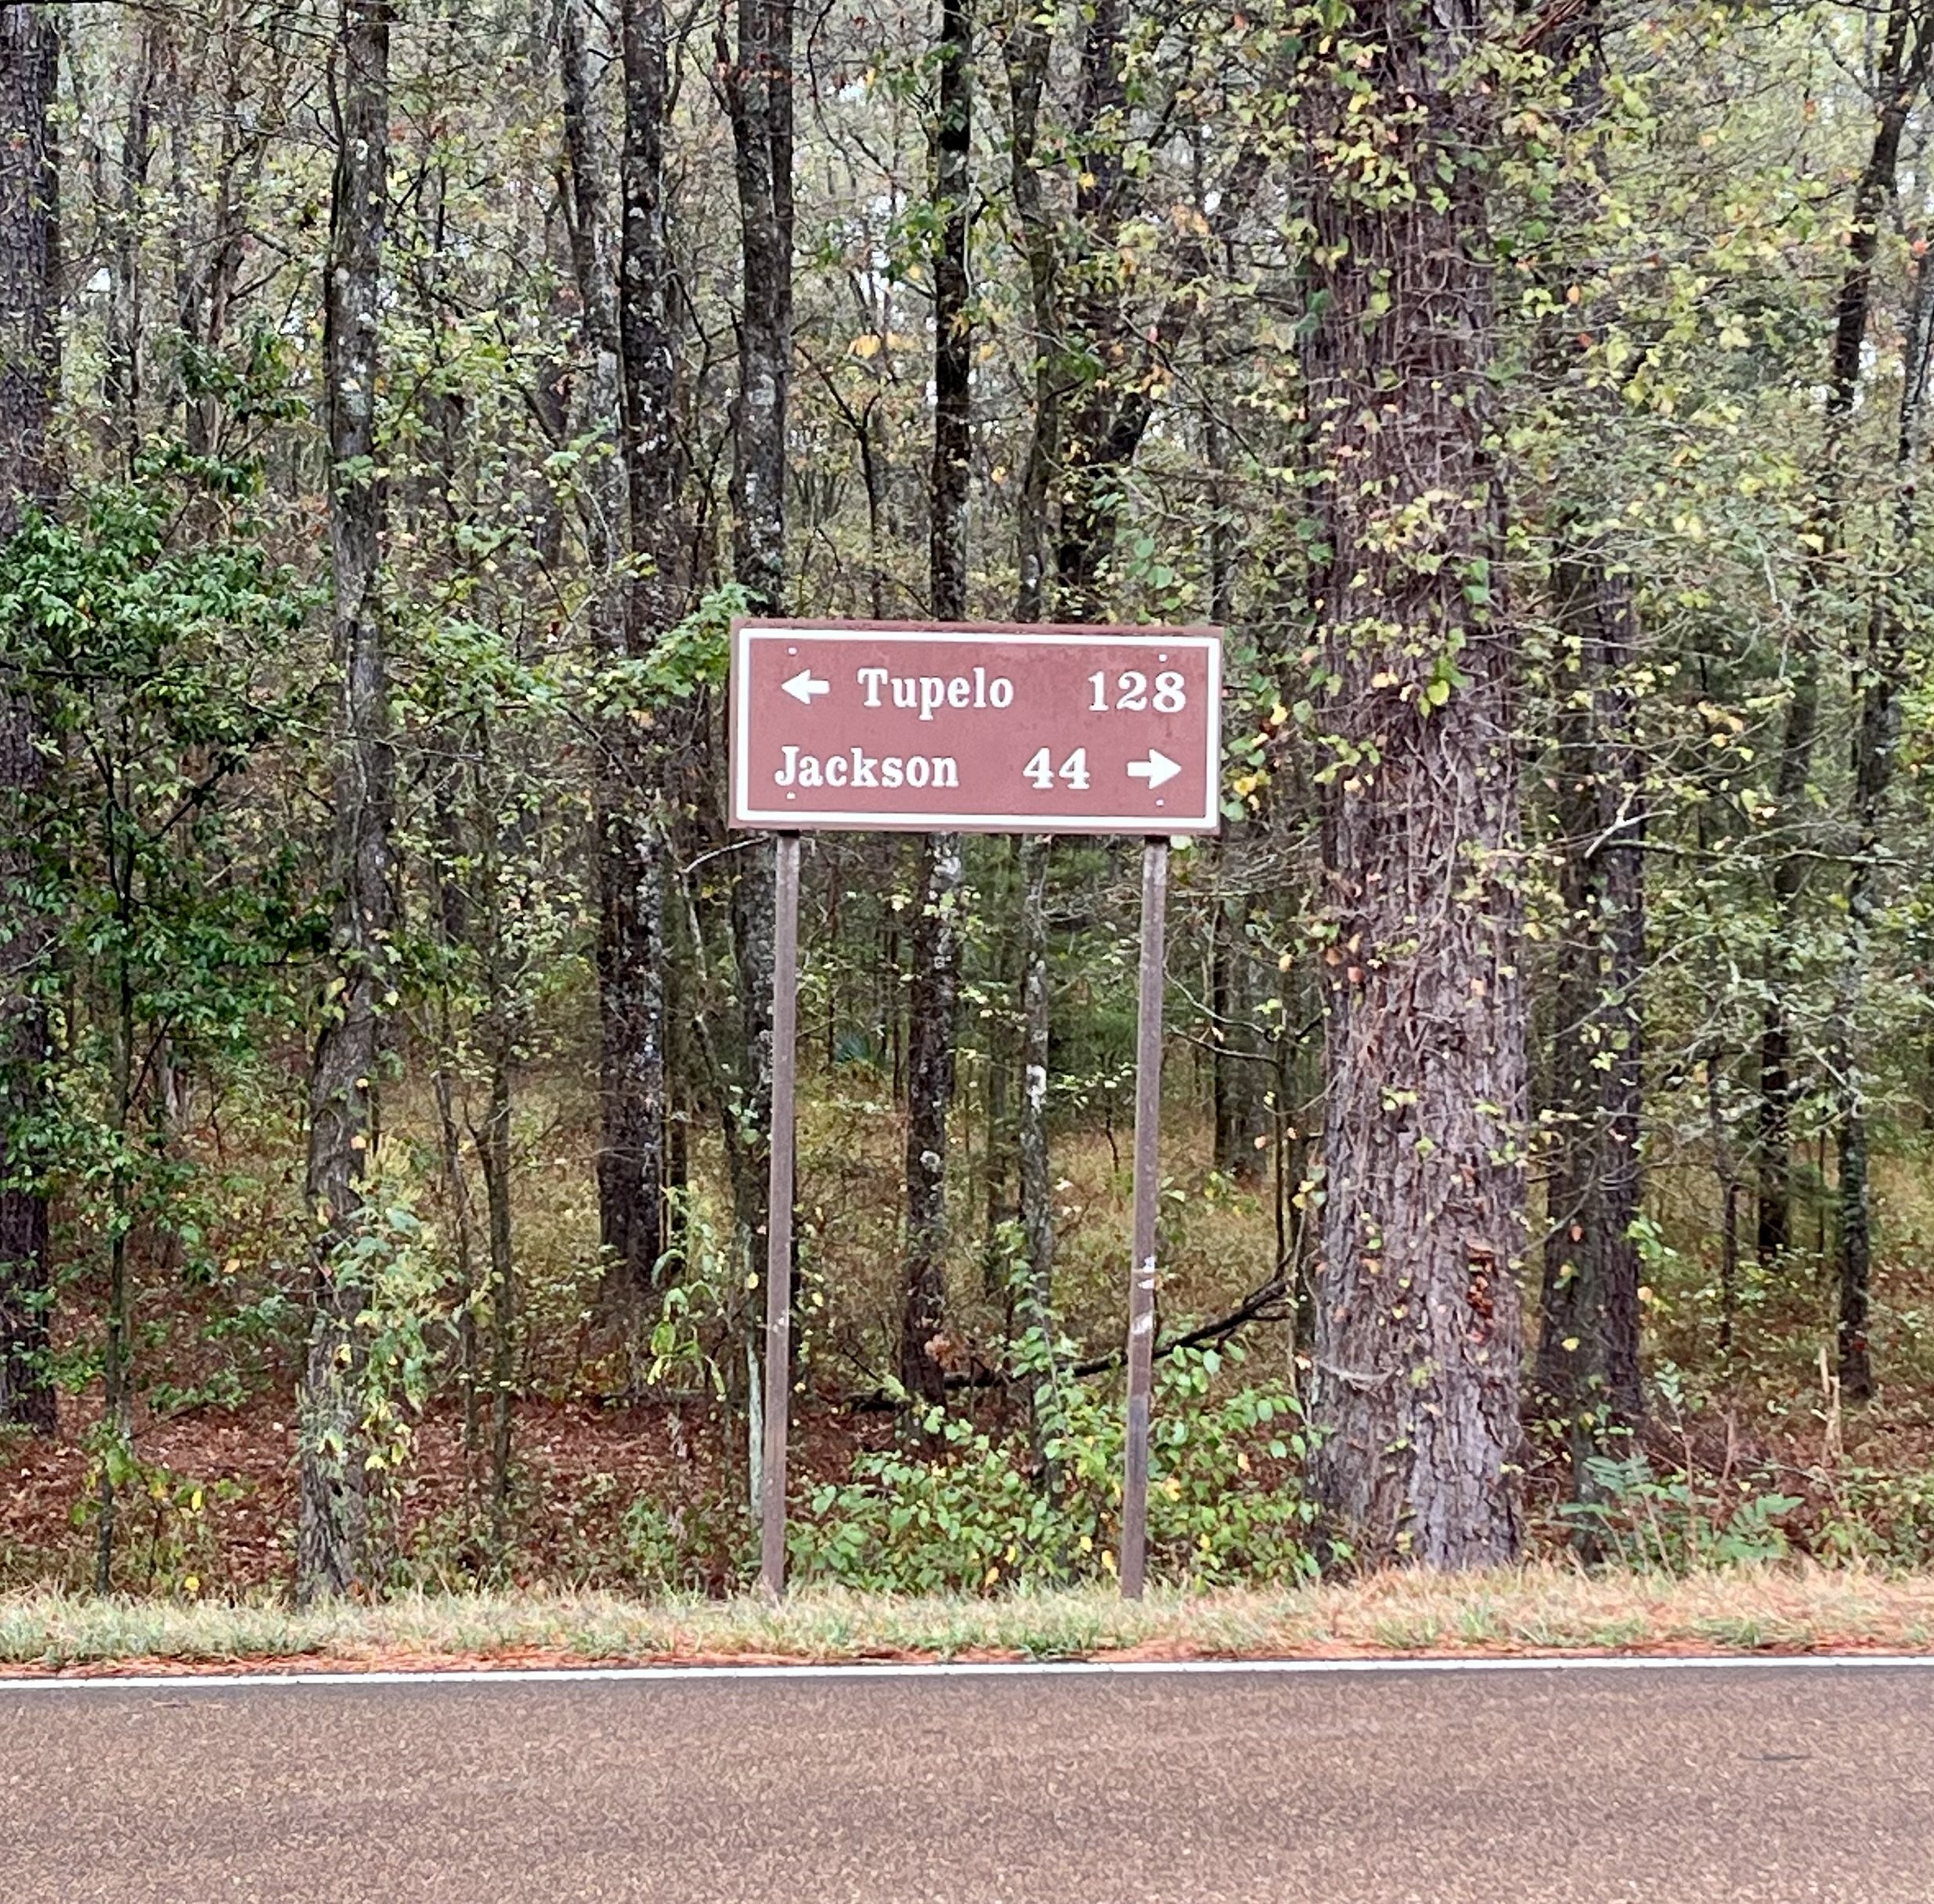 ← Tupelo 128
Jackson 44 →